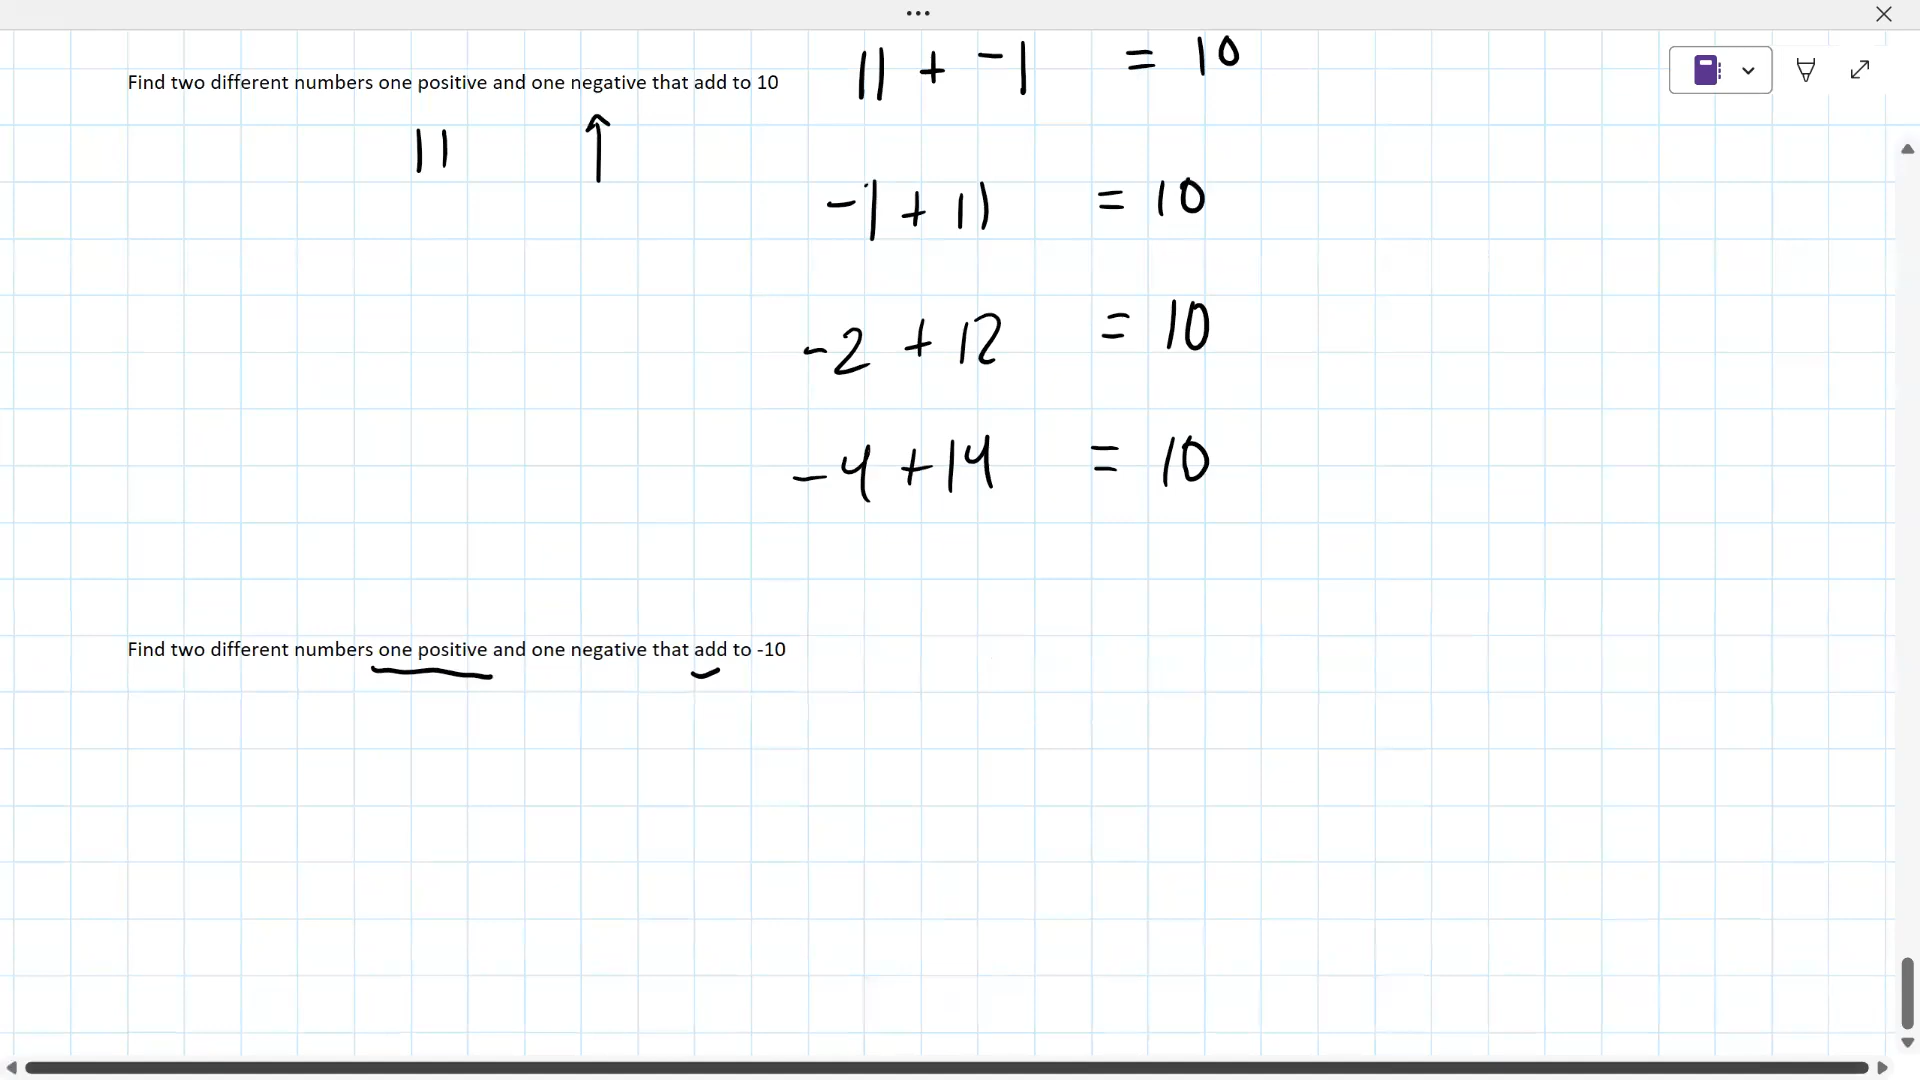 11 + -1 = 10
Find two different numbers one positive and one negative that add to 10
11
-1 + 11 = 10
-2 + 12 = 10
-4 + 14 = 10
Find two different numbers one positive and one negative that add to -10